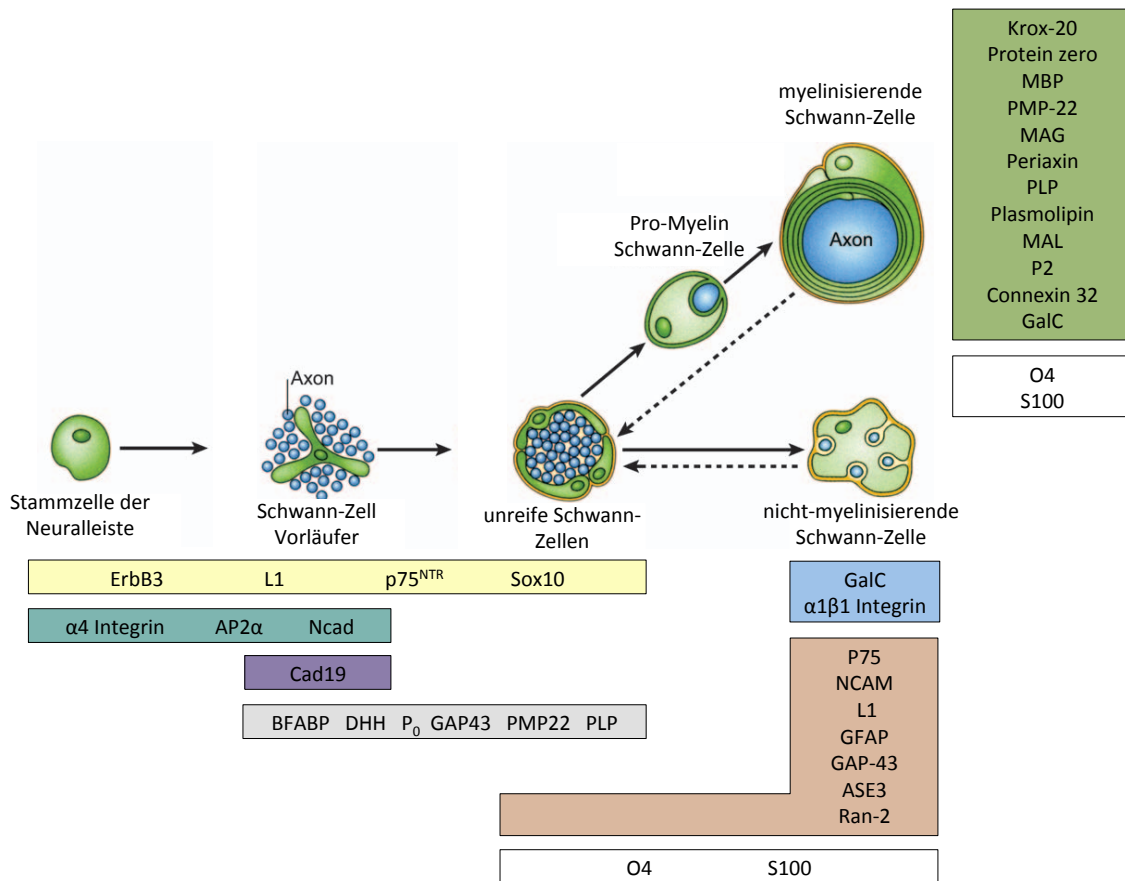 Krox-20
Protein zero
MBP
PMP-22
MAG
Periaxin
PLP
Plasmolipin
MAL
P2
Connexin 32
GalC
O4
S100
myelinisierende
Schwann-Zelle
Pro-Myelin
Schwann-Zelle
Axon
Axon
Stammzelle der
Neuralleiste
Schwann-Zell
Vorläufer
unreife Schwann-
Zellen
nicht-myelinisierende
Schwann-Zelle
ErbB3 L1 p75NTR Sox10
α4 Integrin AP2α Ncad
Cad19
BFABP DHH P0 GAP43 PMP22 PLP
GalC
α1β1 Integrin
P75
NCAM
L1
GFAP
GAP-43
ASE3
Ran-2
O4 S100